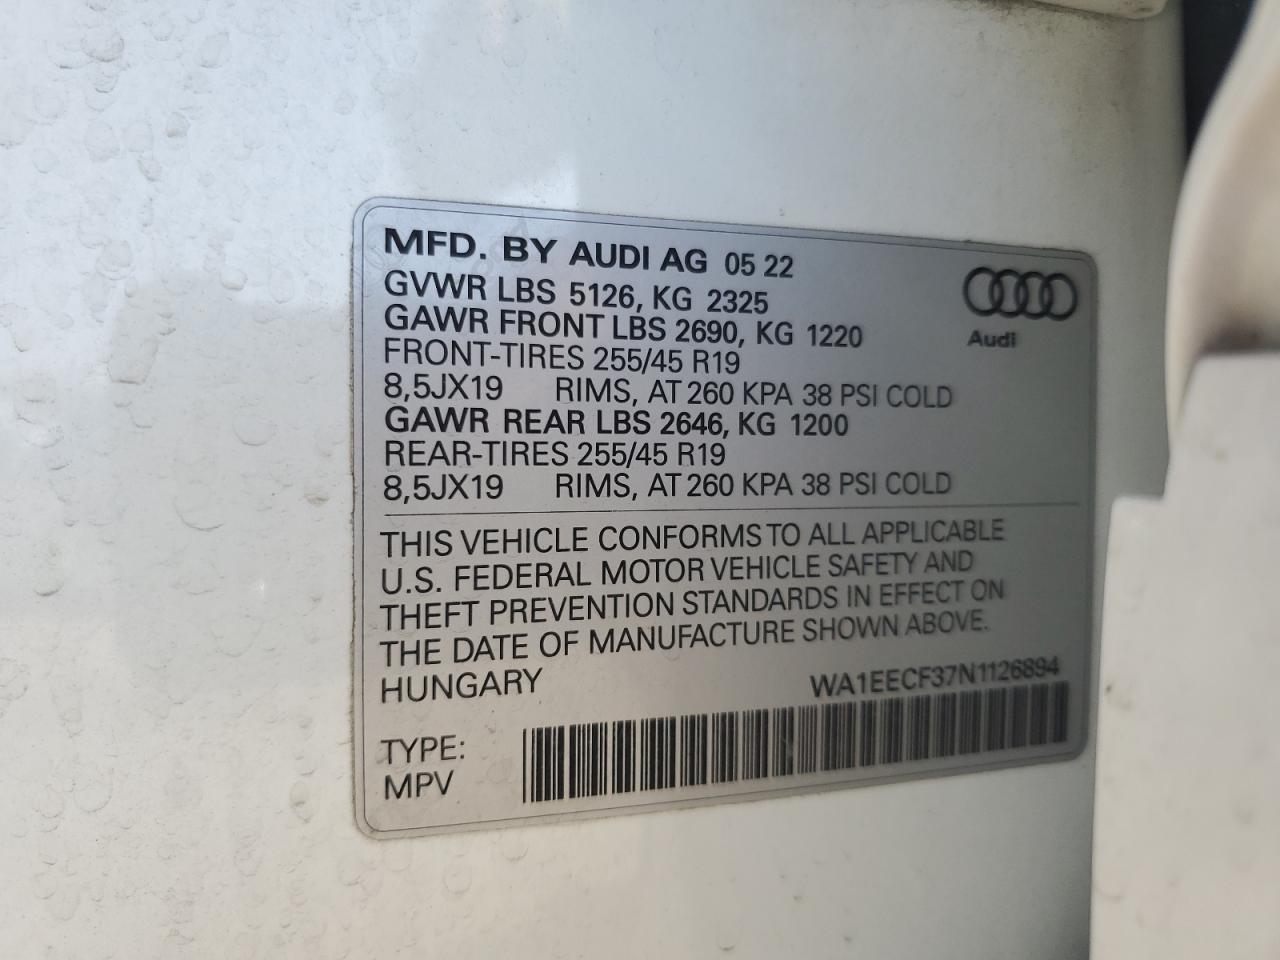 MFD. BY AUDI AG 05 22
GVWR LBS 5126, KG 2325
GAWR FRONT LBS 2690, KG 1220
FRONT-TIRES 255/45 R19
8,5JX19 RIMS, AT 260 KPA 38 PSI COLD
GAWR REAR LBS 2646, KG 1200
REAR-TIRES 255/45 R19
8,5JX19 RIMS, AT 260 KPA 38 PSI COLD
Audi
THIS VEHICLE CONFORMS TO ALL APPLICABLE
U.S. FEDERAL MOTOR VEHICLE SAFETY AND
THEFT PREVENTION STANDARDS IN EFFECT ON
THE DATE OF MANUFACTURE SHOWN ABOVE.
HUNGARY WA1EECF37N1126894
TYPE:
MPV